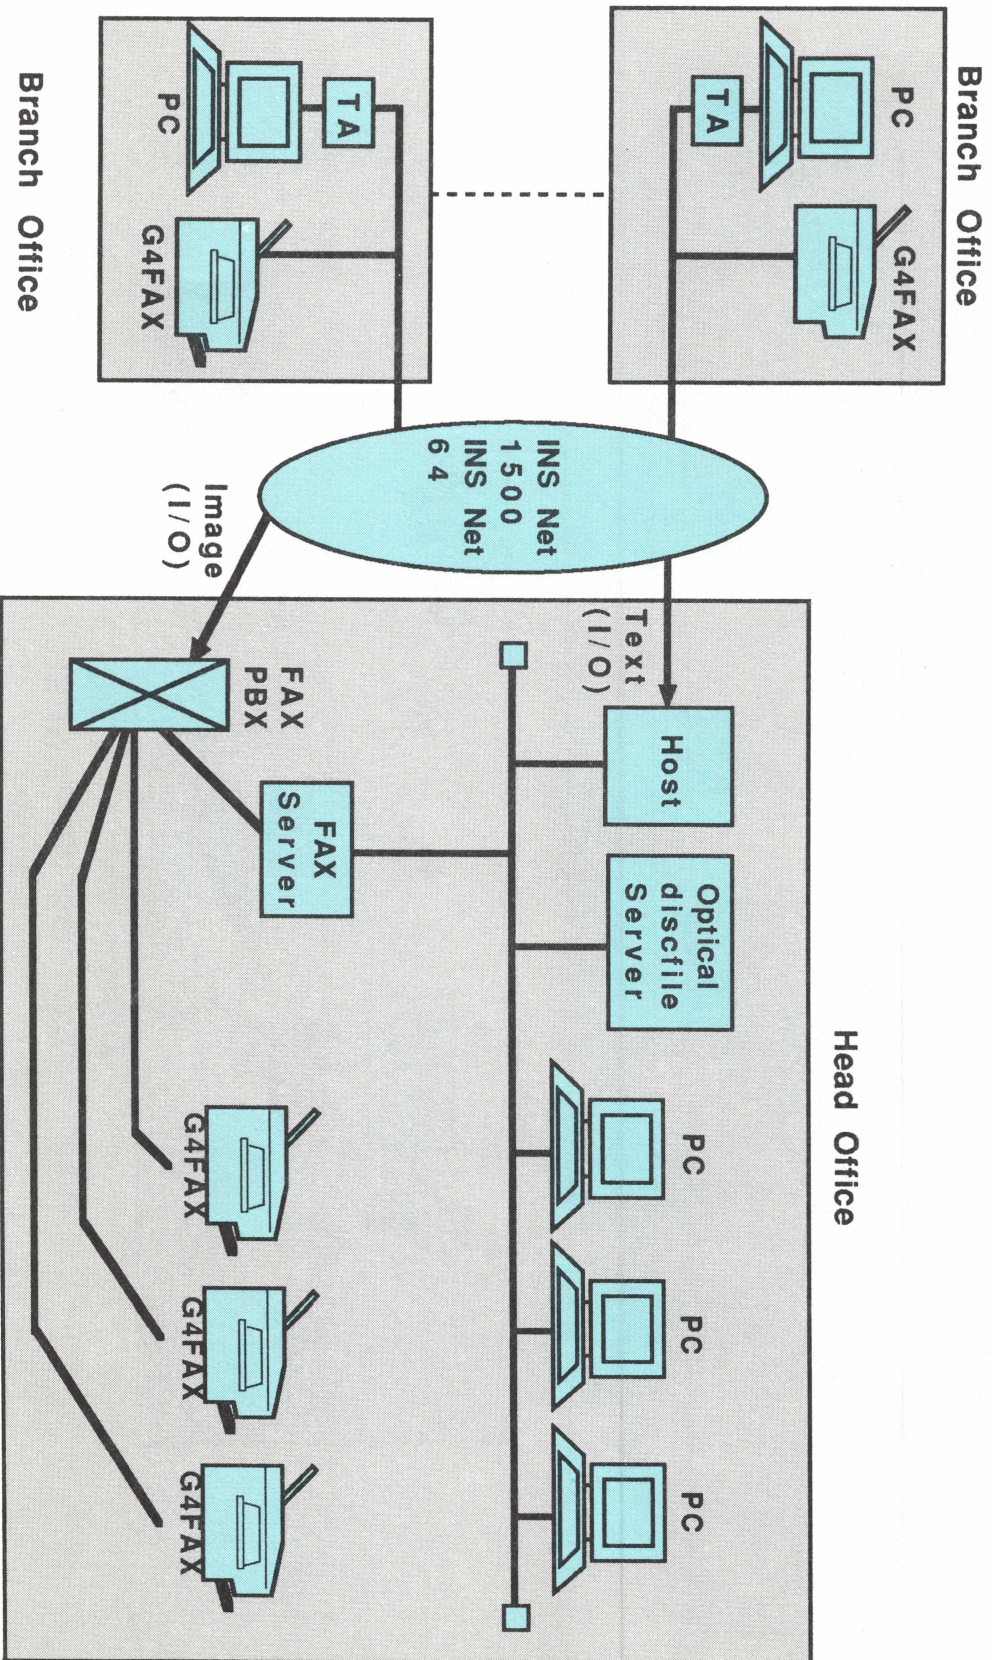 Branch Office
PC
G4FAX
TA
Branch Office
TA
PC
G4FAX
INS Net
1500
INS Net
64
Text
(I/O)
Image
(I/O)
Head Office
Host
Optical
discfile
Server
PC
PC
PC
FAX
PBX
FAX
Server
G4FAX
G4FAX
G4FAX